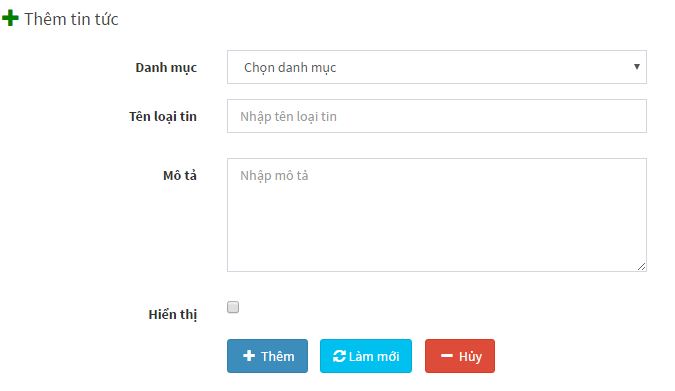 Thêm tin tức
Danh mục Chọn danh mục
Tên loại tin Nhập tên loại tin
Mô tả Nhập mô tả
Hiển thị
Thêm Làm mới Hủy